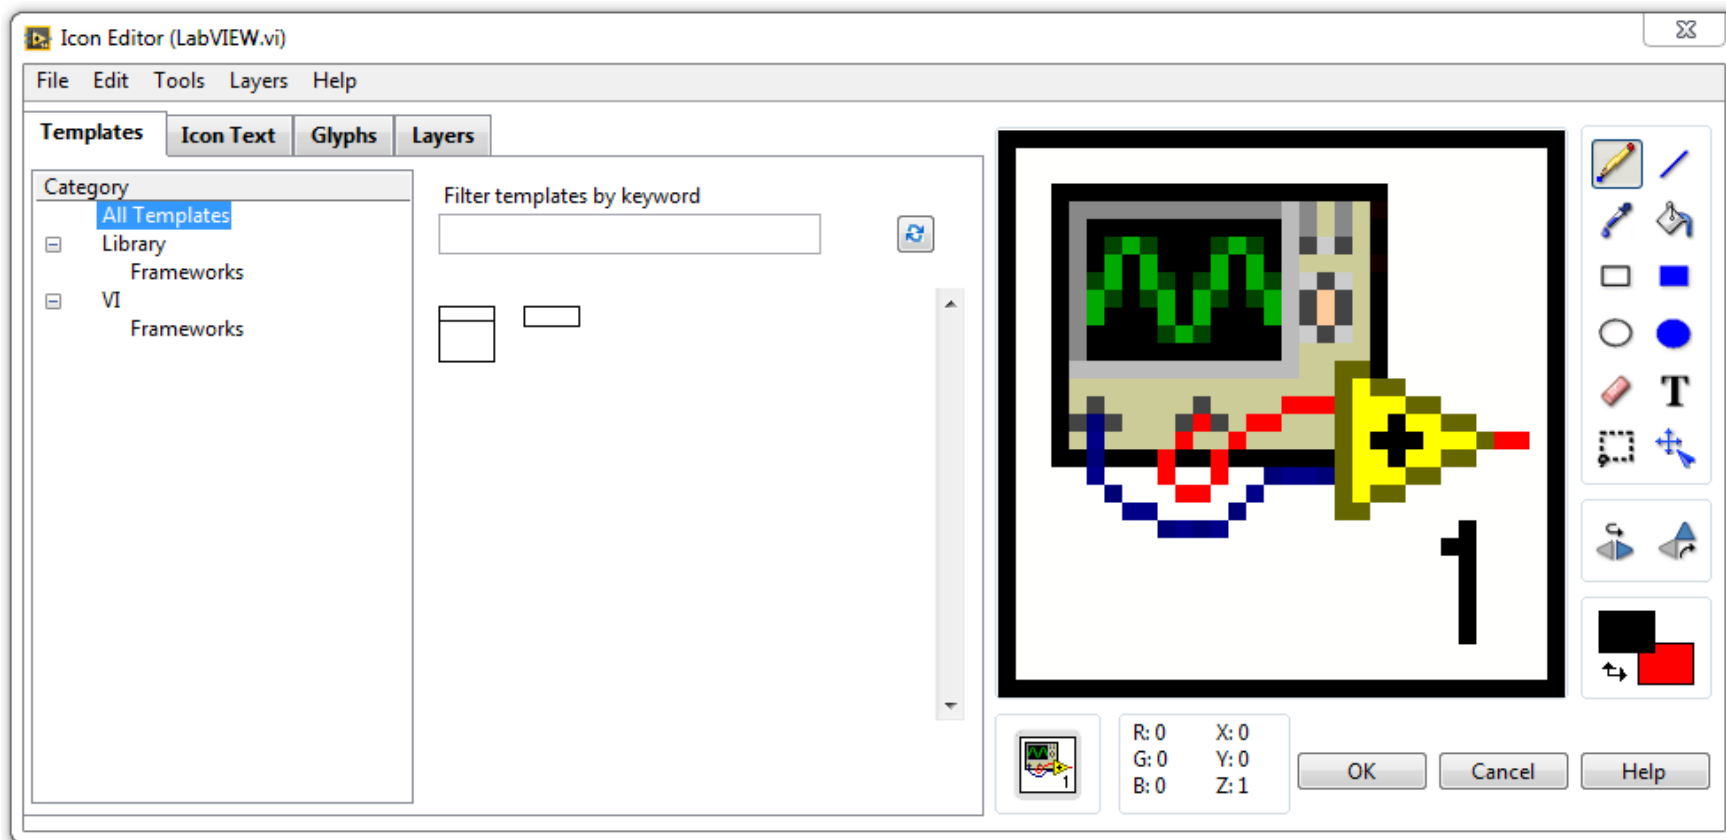 Icon Editor (LabVIEW.vi)
File Edit Tools Layers Help
Templates Icon Text Glyphs Layers
Category
All Templates
Library
Frameworks
VI
Frameworks
Filter templates by keyword
1
T
1
R: 0 X: 0
G: 0 Y: 0
B: 0 Z: 1
OK Cancel Help